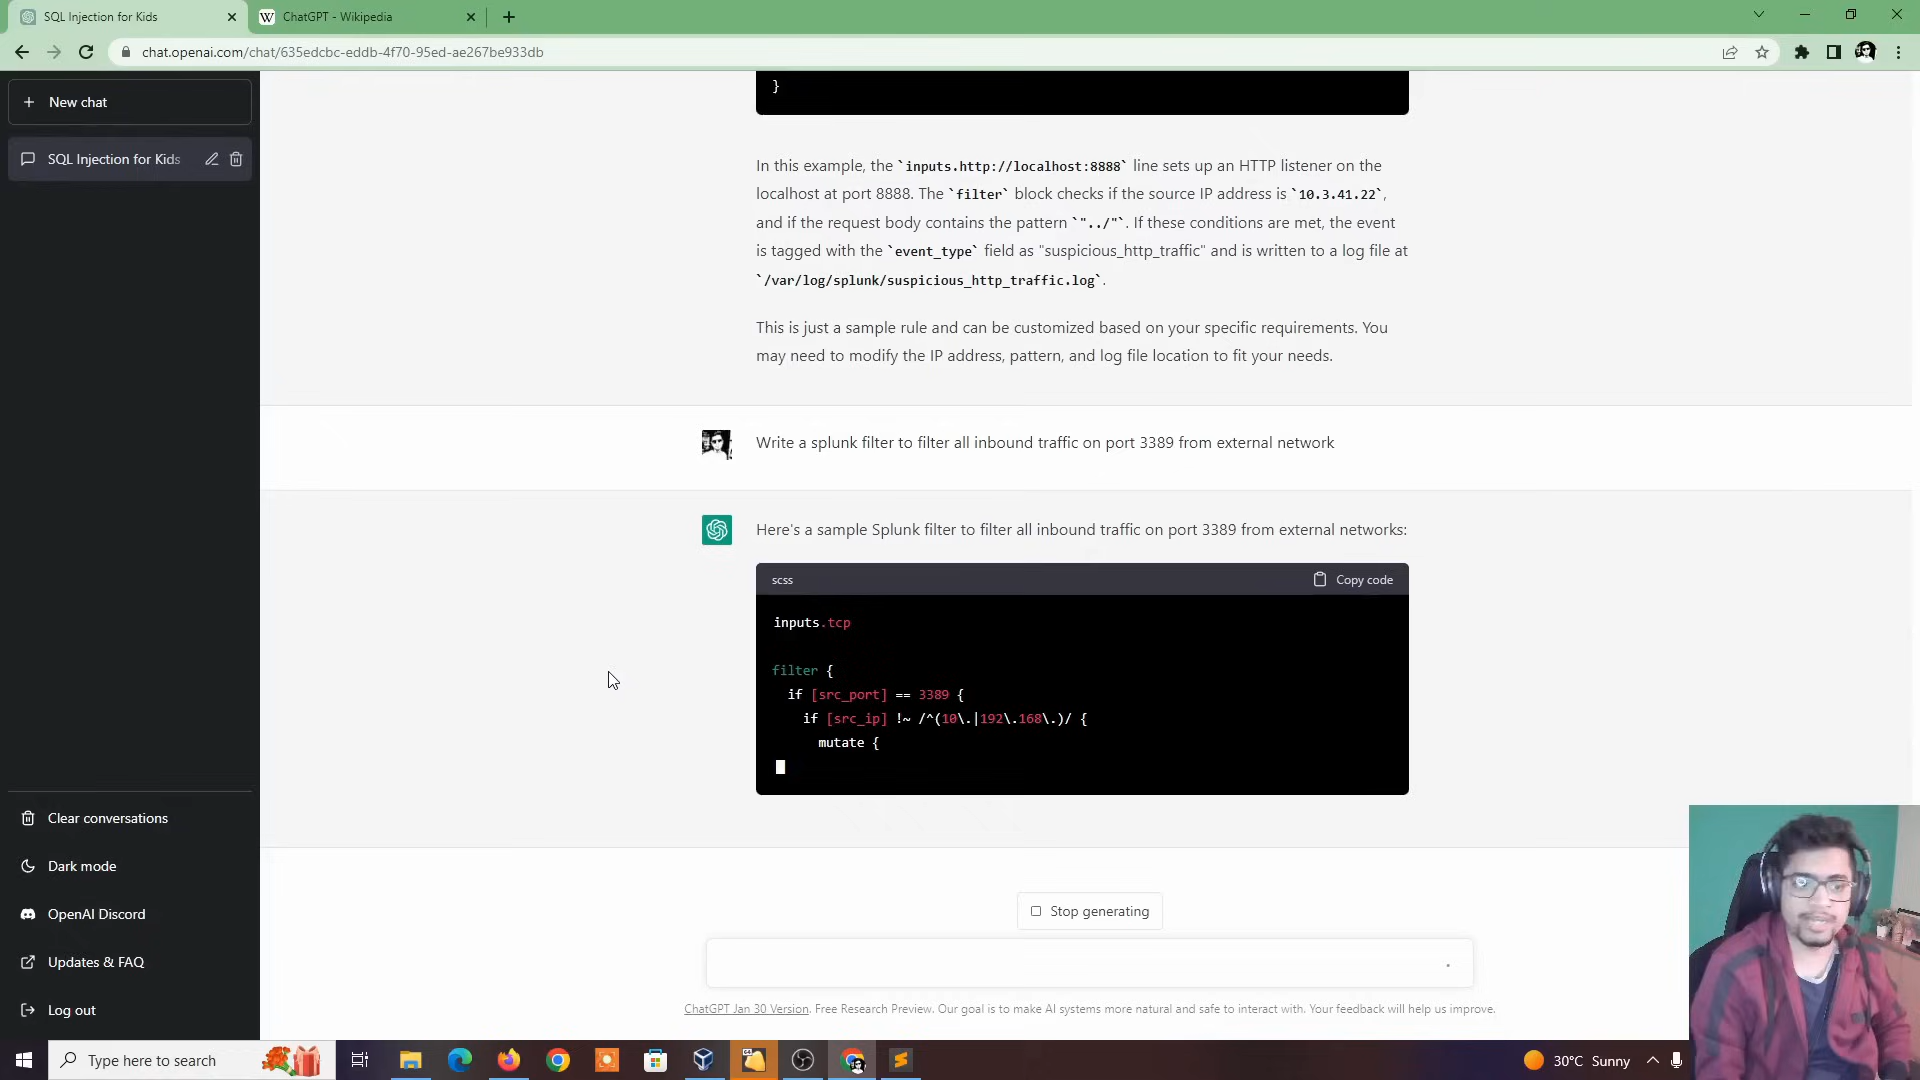 SQL Injection for Kids
ChatGPT - Wikipedia
chat.openai.com/chat/635edcbc-eddb-4f70-95ed-ae267be933db
New chat
SQL Injection for Kids
}
In this example, the `inputs.http://localhost:8888` line sets up an HTTP listener on the
localhost at port 8888. The `filter` block checks if the source IP address is `10.3.41.22`,
and if the request body contains the pattern `"../"`. If these conditions are met, the event
is tagged with the `event_type` field as "suspicious_http_traffic" and is written to a log file at
`/var/log/splunk/suspicious_http_traffic.log`.
This is just a sample rule and can be customized based on your specific requirements. You
may need to modify the IP address, pattern, and log file location to fit your needs.
Write a splunk filter to filter all inbound traffic on port 3389 from external network
Here's a sample Splunk filter to filter all inbound traffic on port 3389 from external networks:
scss
Copy code
inputs.tcp
filter {
if [src_port] == 3389 {
if [src_ip] !~ /^(10\.|192\.168\.)/ {
mutate {
Clear conversations
Dark mode
OpenAI Discord
Updates & FAQ
Log out
Stop generating
ChatGPT Jan 30 Version. Free Research Preview. Our goal is to make AI systems more natural and safe to interact with. Your feedback will help us improve.
Type here to search
30°C Sunny